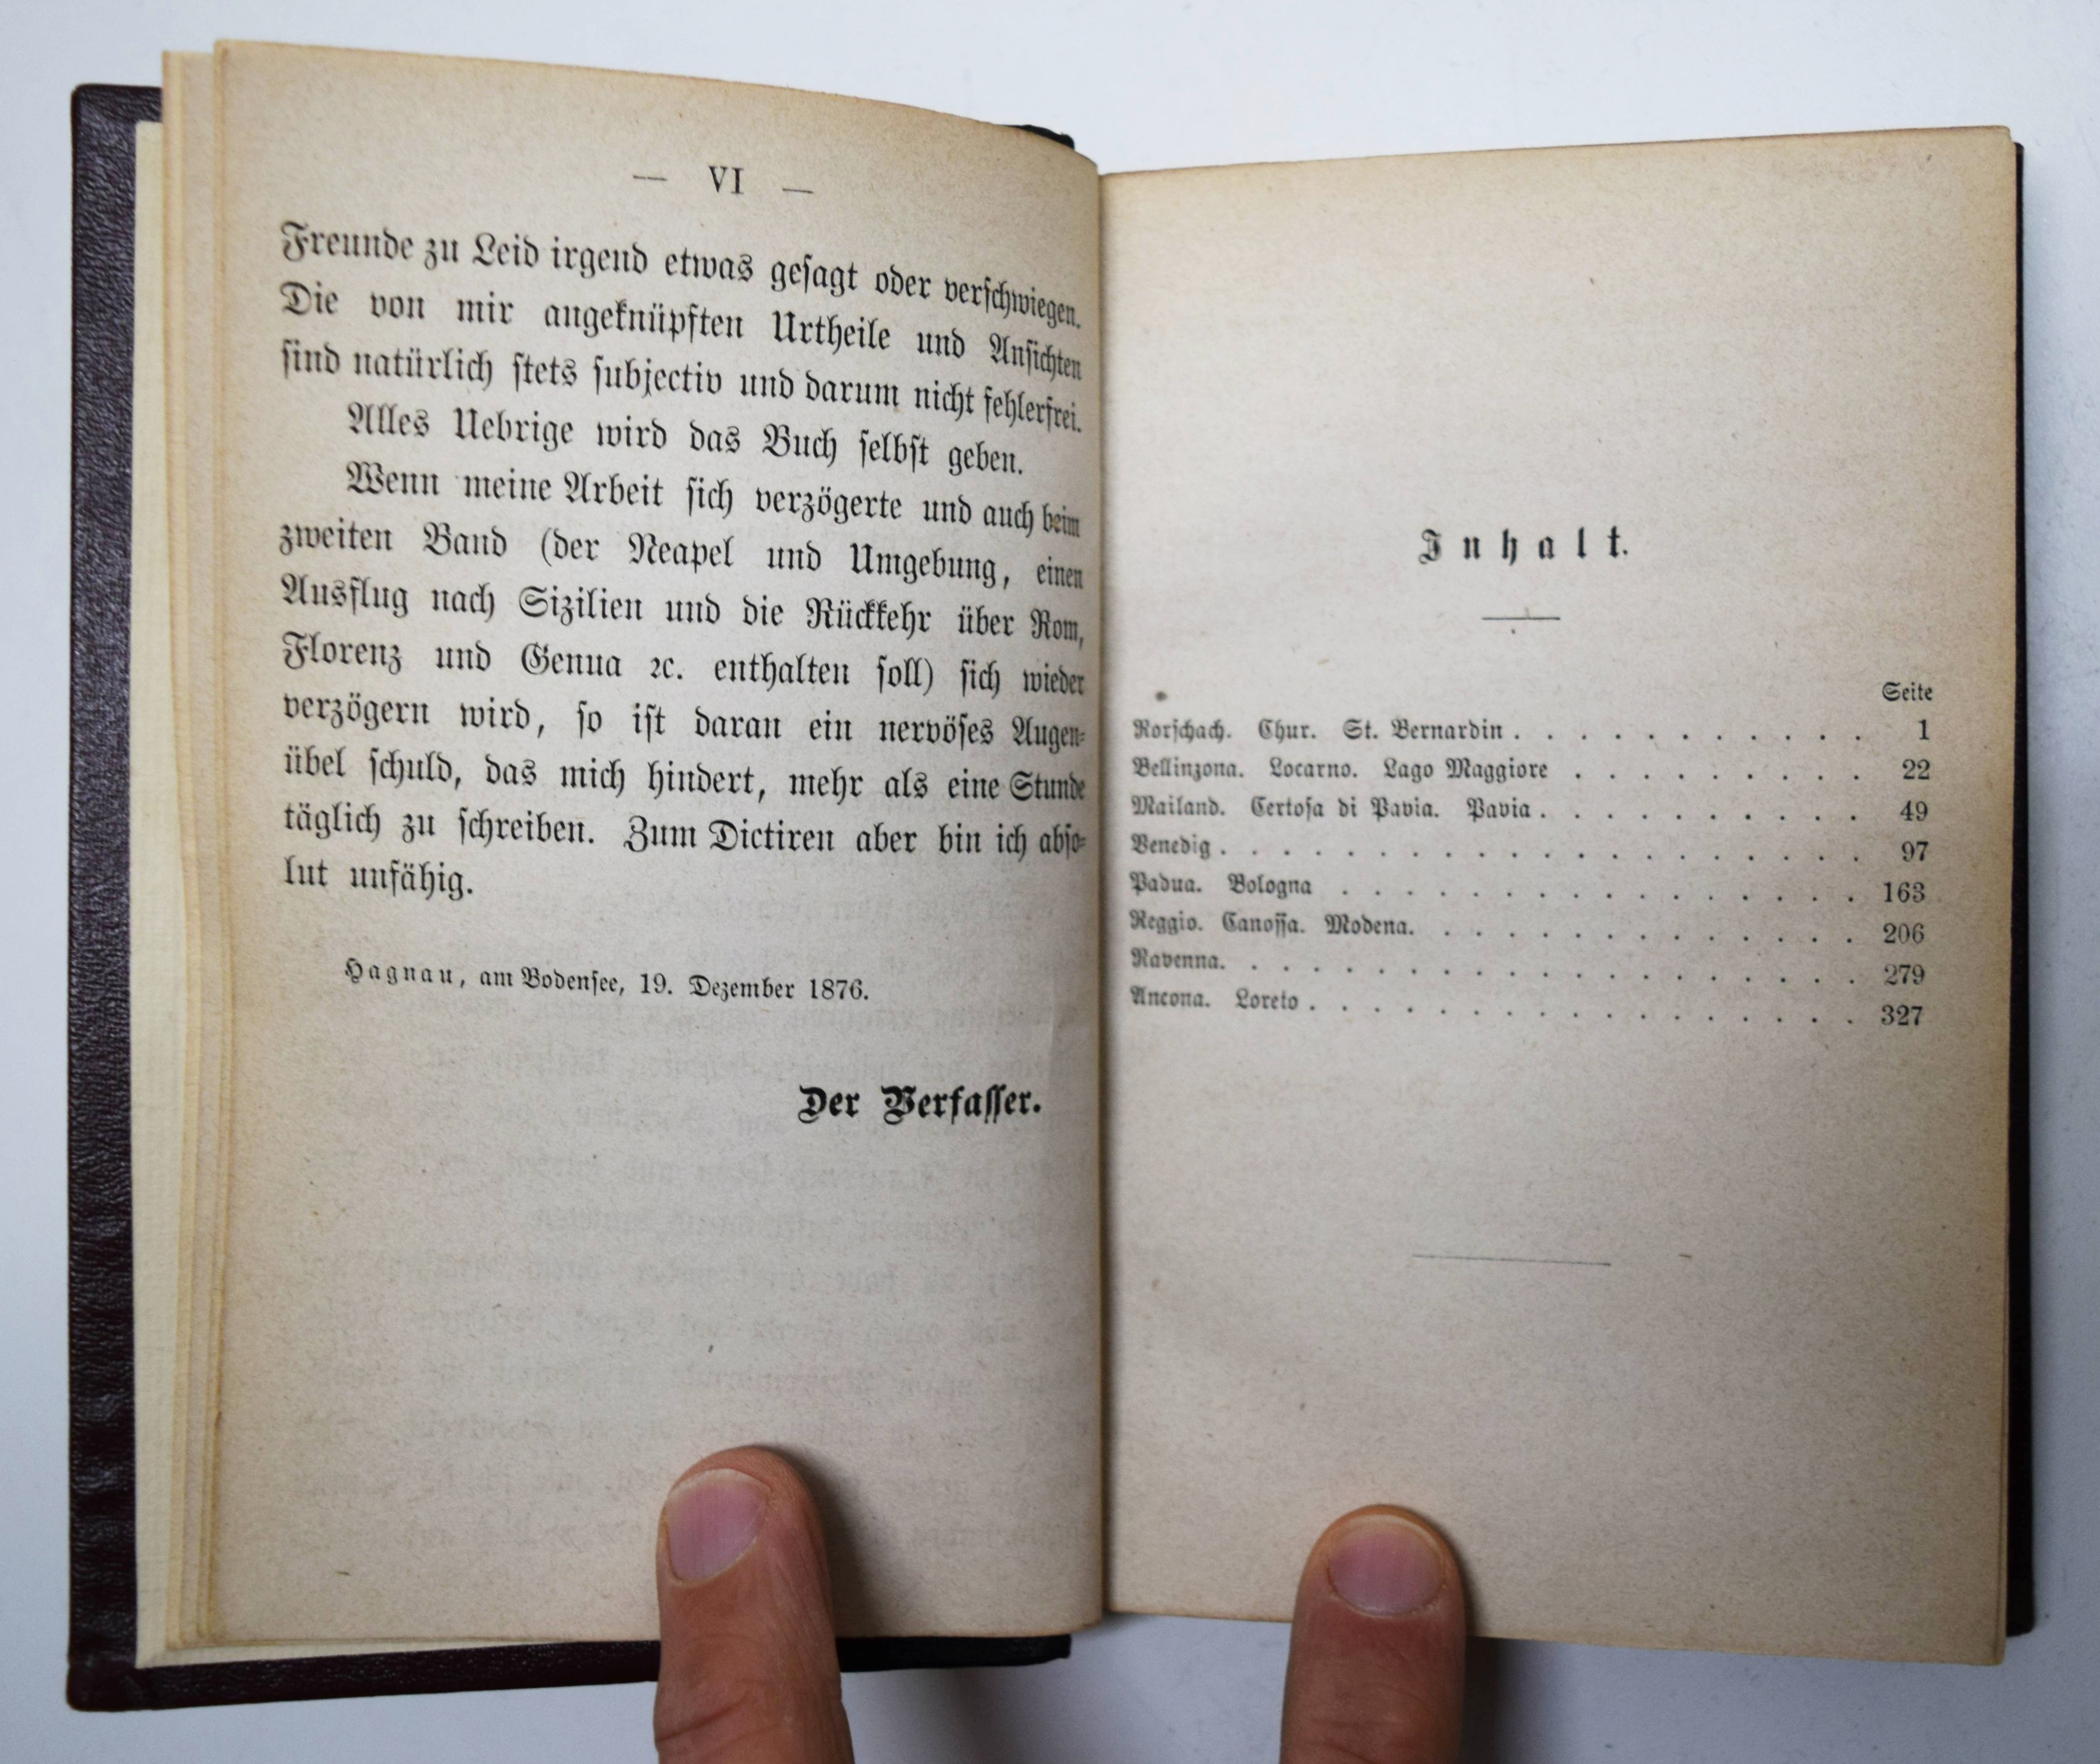 — VI —
Freunde zu Leid irgend etwas gesagt oder verschwiegen.
Die von mir angeknüpften Urtheile und Ansichten
sind natürlich stets subjectiv und darum nicht fehlerfrei.
Alles Uebrige wird das Buch selbst geben.
Wenn meine Arbeit sich verzögerte und auch beim
zweiten Band (der Neapel und Umgebung, einen
Ausflug nach Sizilien und die Rückkehr über Rom,
Florenz und Genua ꝛc. enthalten soll) sich wieder
verzögern wird, so ist daran ein nervöses Augen-
übel schuld, das mich hindert, mehr als eine Stunde
täglich zu schreiben. Zum Dictiren aber bin ich abso-
lut unfähig.
Hagnau, am Bodensee, 19. Dezember 1876.
Der Verfasser.
Inhalt.
Seite
Rorschach. Chur. St. Bernardin . . . . . . . . . . . 1
Bellinzona. Locarno. Lago Maggiore . . . . . . . . . 22
Mailand. Certosa di Pavia. Pavia . . . . . . . . . . 49
Venedig . . . . . . . . . . . . . . . . . . . 97
Padua. Bologna . . . . . . . . . . . . . . . 163
Reggio. Canossa. Modena. . . . . . . . . . . . . 206
Ravenna. . . . . . . . . . . . . . . . . . . 279
Ancona. Loreto . . . . . . . . . . . . . . . . 327